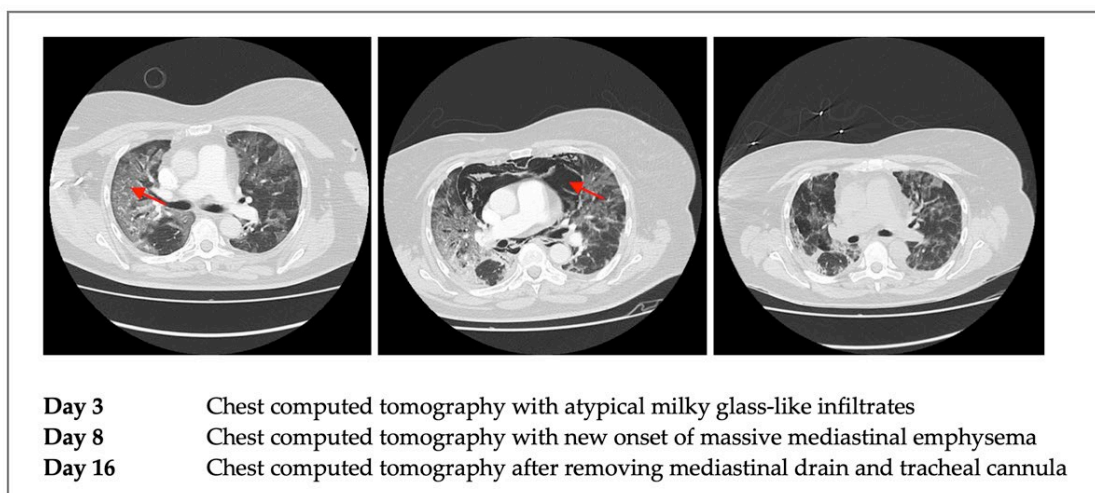 Day 3 Chest computed tomography with atypical milky glass-like infiltrates
Day 8 Chest computed tomography with new onset of massive mediastinal emphysema
Day 16 Chest computed tomography after removing mediastinal drain and tracheal cannula